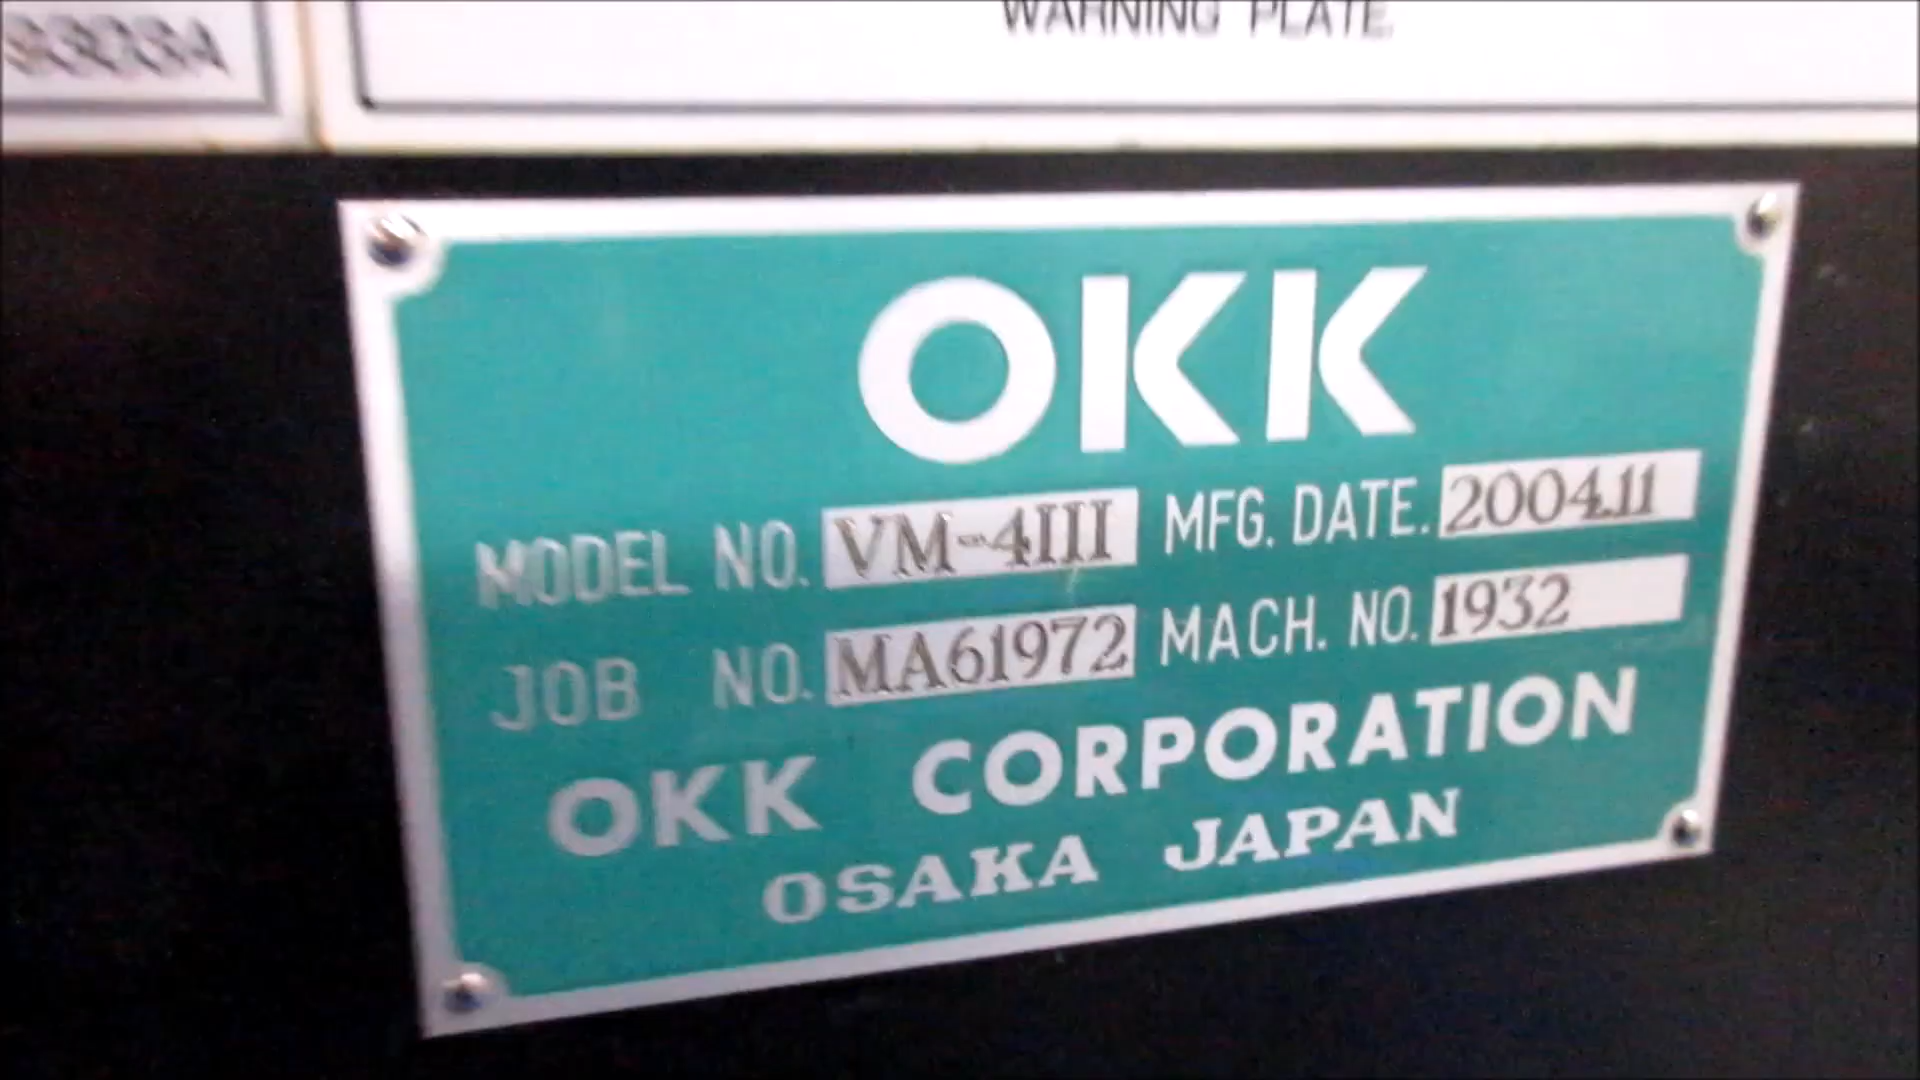 WARNING PLATE.
OKK
MODEL NO. VM-4III MFG. DATE. 2004.11
JOB NO. MA61972 MACH. NO. 1932
OKK CORPORATION
OSAKA JAPAN